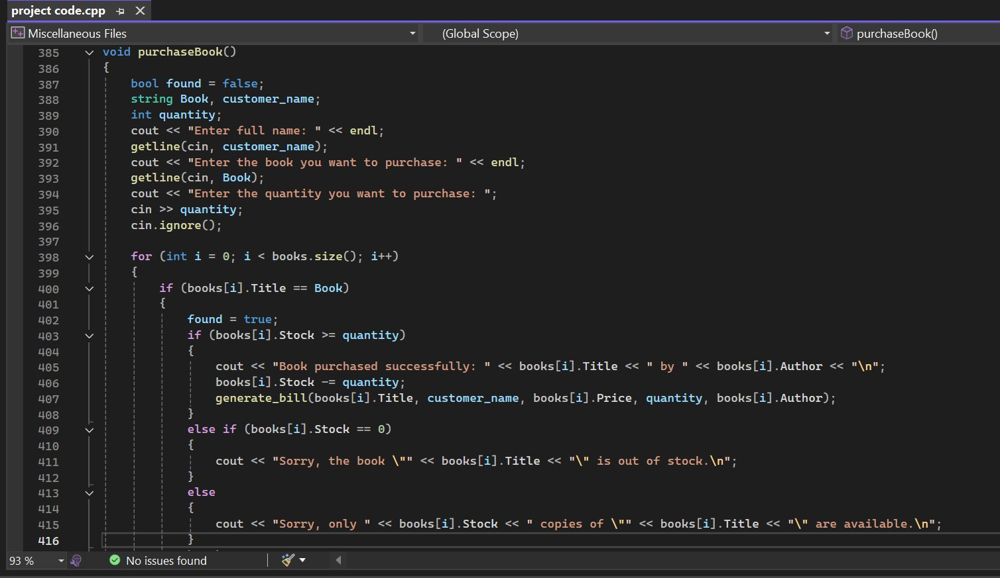 project code.cpp
Miscellaneous Files (Global Scope) purchaseBook()
385 void purchaseBook()
386 {
387 bool found = false;
388 string Book, customer_name;
389 int quantity;
390 cout << "Enter full name: " << endl;
391 getline(cin, customer_name);
392 cout << "Enter the book you want to purchase: " << endl;
393 getline(cin, Book);
394 cout << "Enter the quantity you want to purchase: ";
395 cin >> quantity;
396 cin.ignore();
397
398 for (int i = 0; i < books.size(); i++)
399 {
400 if (books[i].Title == Book)
401 {
402 found = true;
403 if (books[i].Stock >= quantity)
404 {
405 cout << "Book purchased successfully: " << books[i].Title << " by " << books[i].Author << "\n";
406 books[i].Stock -= quantity;
407 generate_bill(books[i].Title, customer_name, books[i].Price, quantity, books[i].Author);
408 }
409 else if (books[i].Stock == 0)
410 {
411 cout << "Sorry, the book \"" << books[i].Title << "\" is out of stock.\n";
412 }
413 else
414 {
415 cout << "Sorry, only " << books[i].Stock << " copies of \"" << books[i].Title << "\" are available.\n";
416 }
93 % No issues found